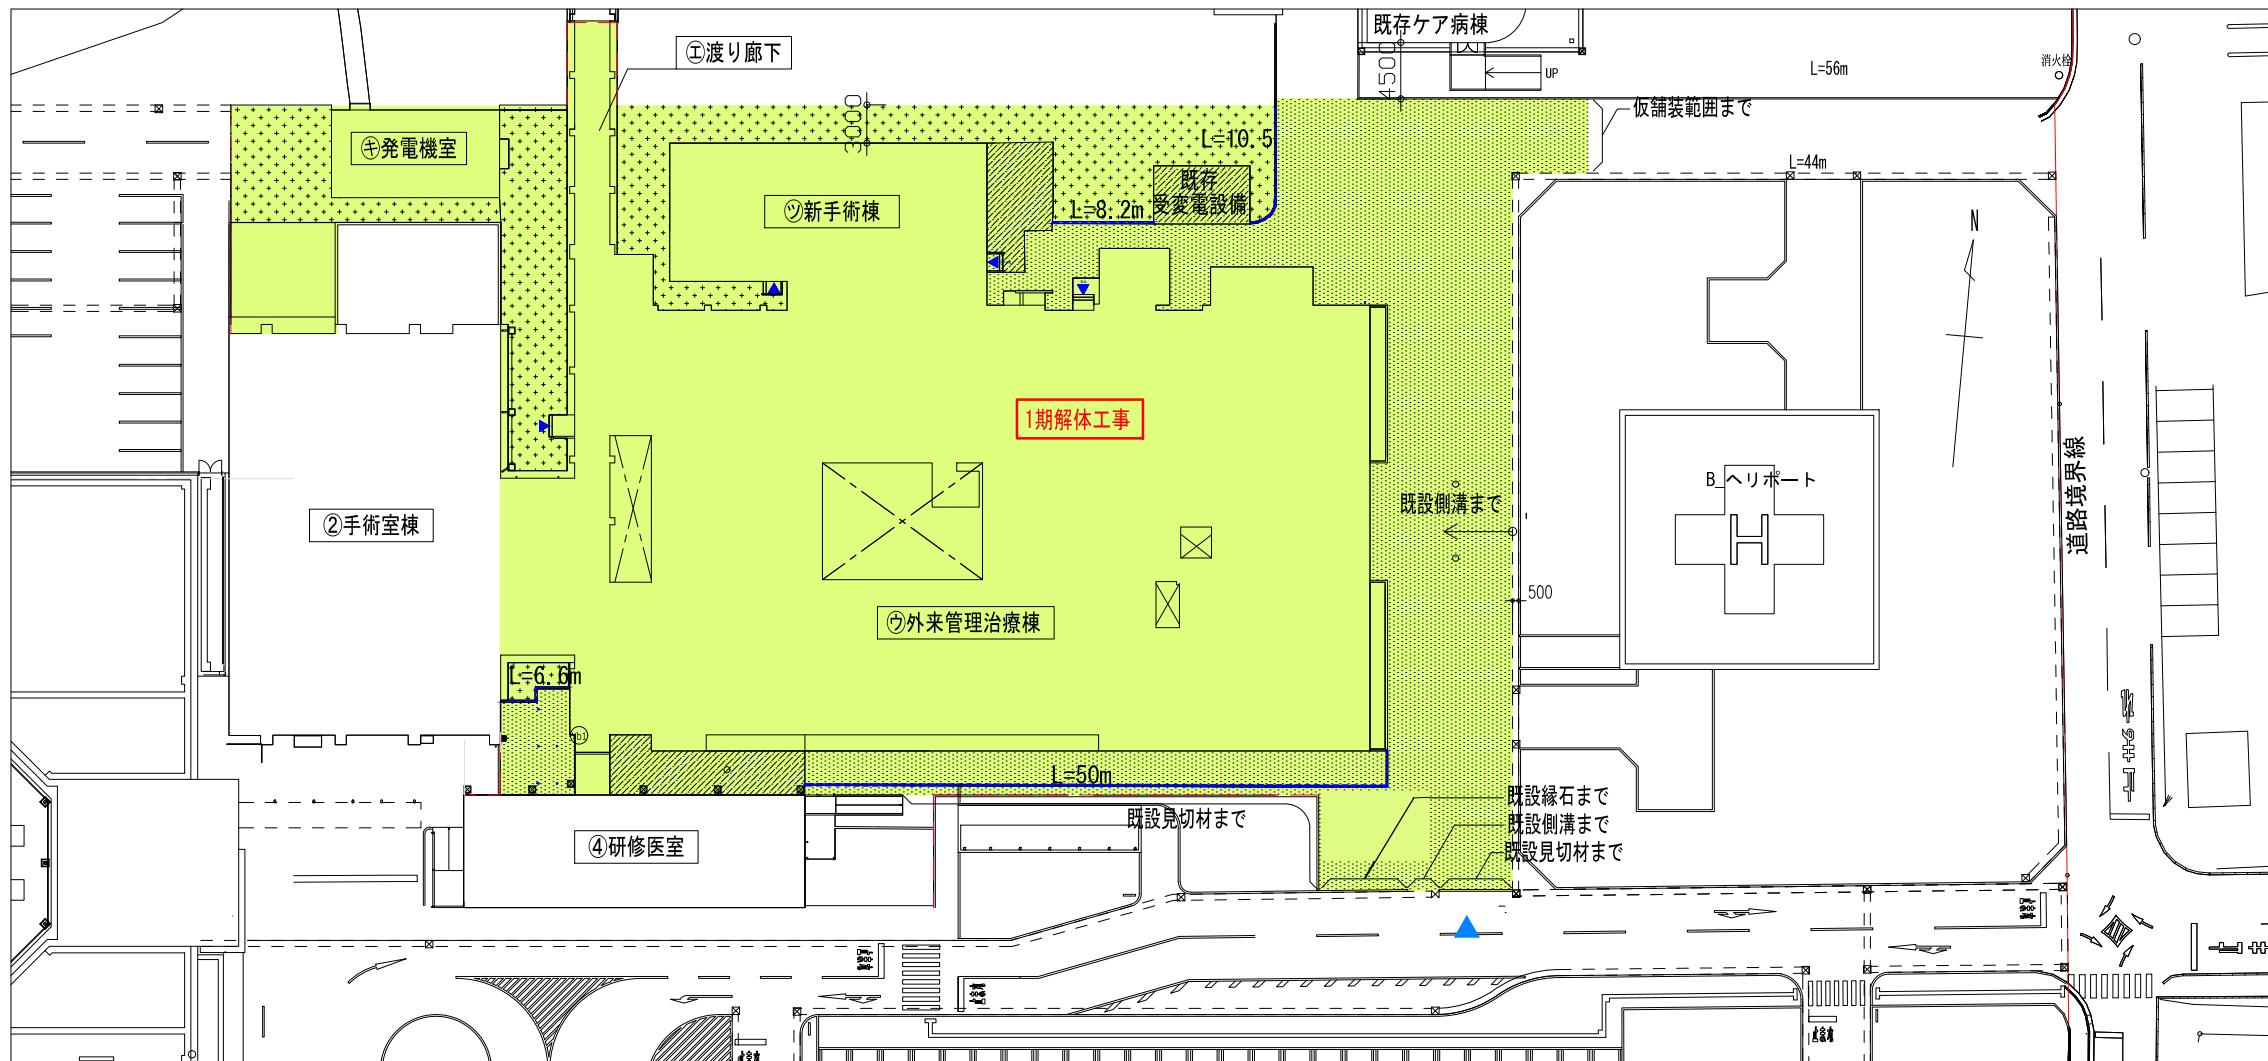 既存ケア病棟
㋓渡り廊下
4500
UP
L=56m
消火栓
仮舗装範囲まで
3000
L=10.5
㋖発電機室
L=44m
既存
受変電設備
㋡新手術棟
L=8.2m
N
1期解体工事
道路境界線
B_ヘリポート
H
既設側溝まで
②手術室棟
500
㋒外来管理治療棟
L=6.6m
b1
L=50m
既設縁石まで
既設見切材まで
既設側溝まで
既設見切材まで
④研修医室